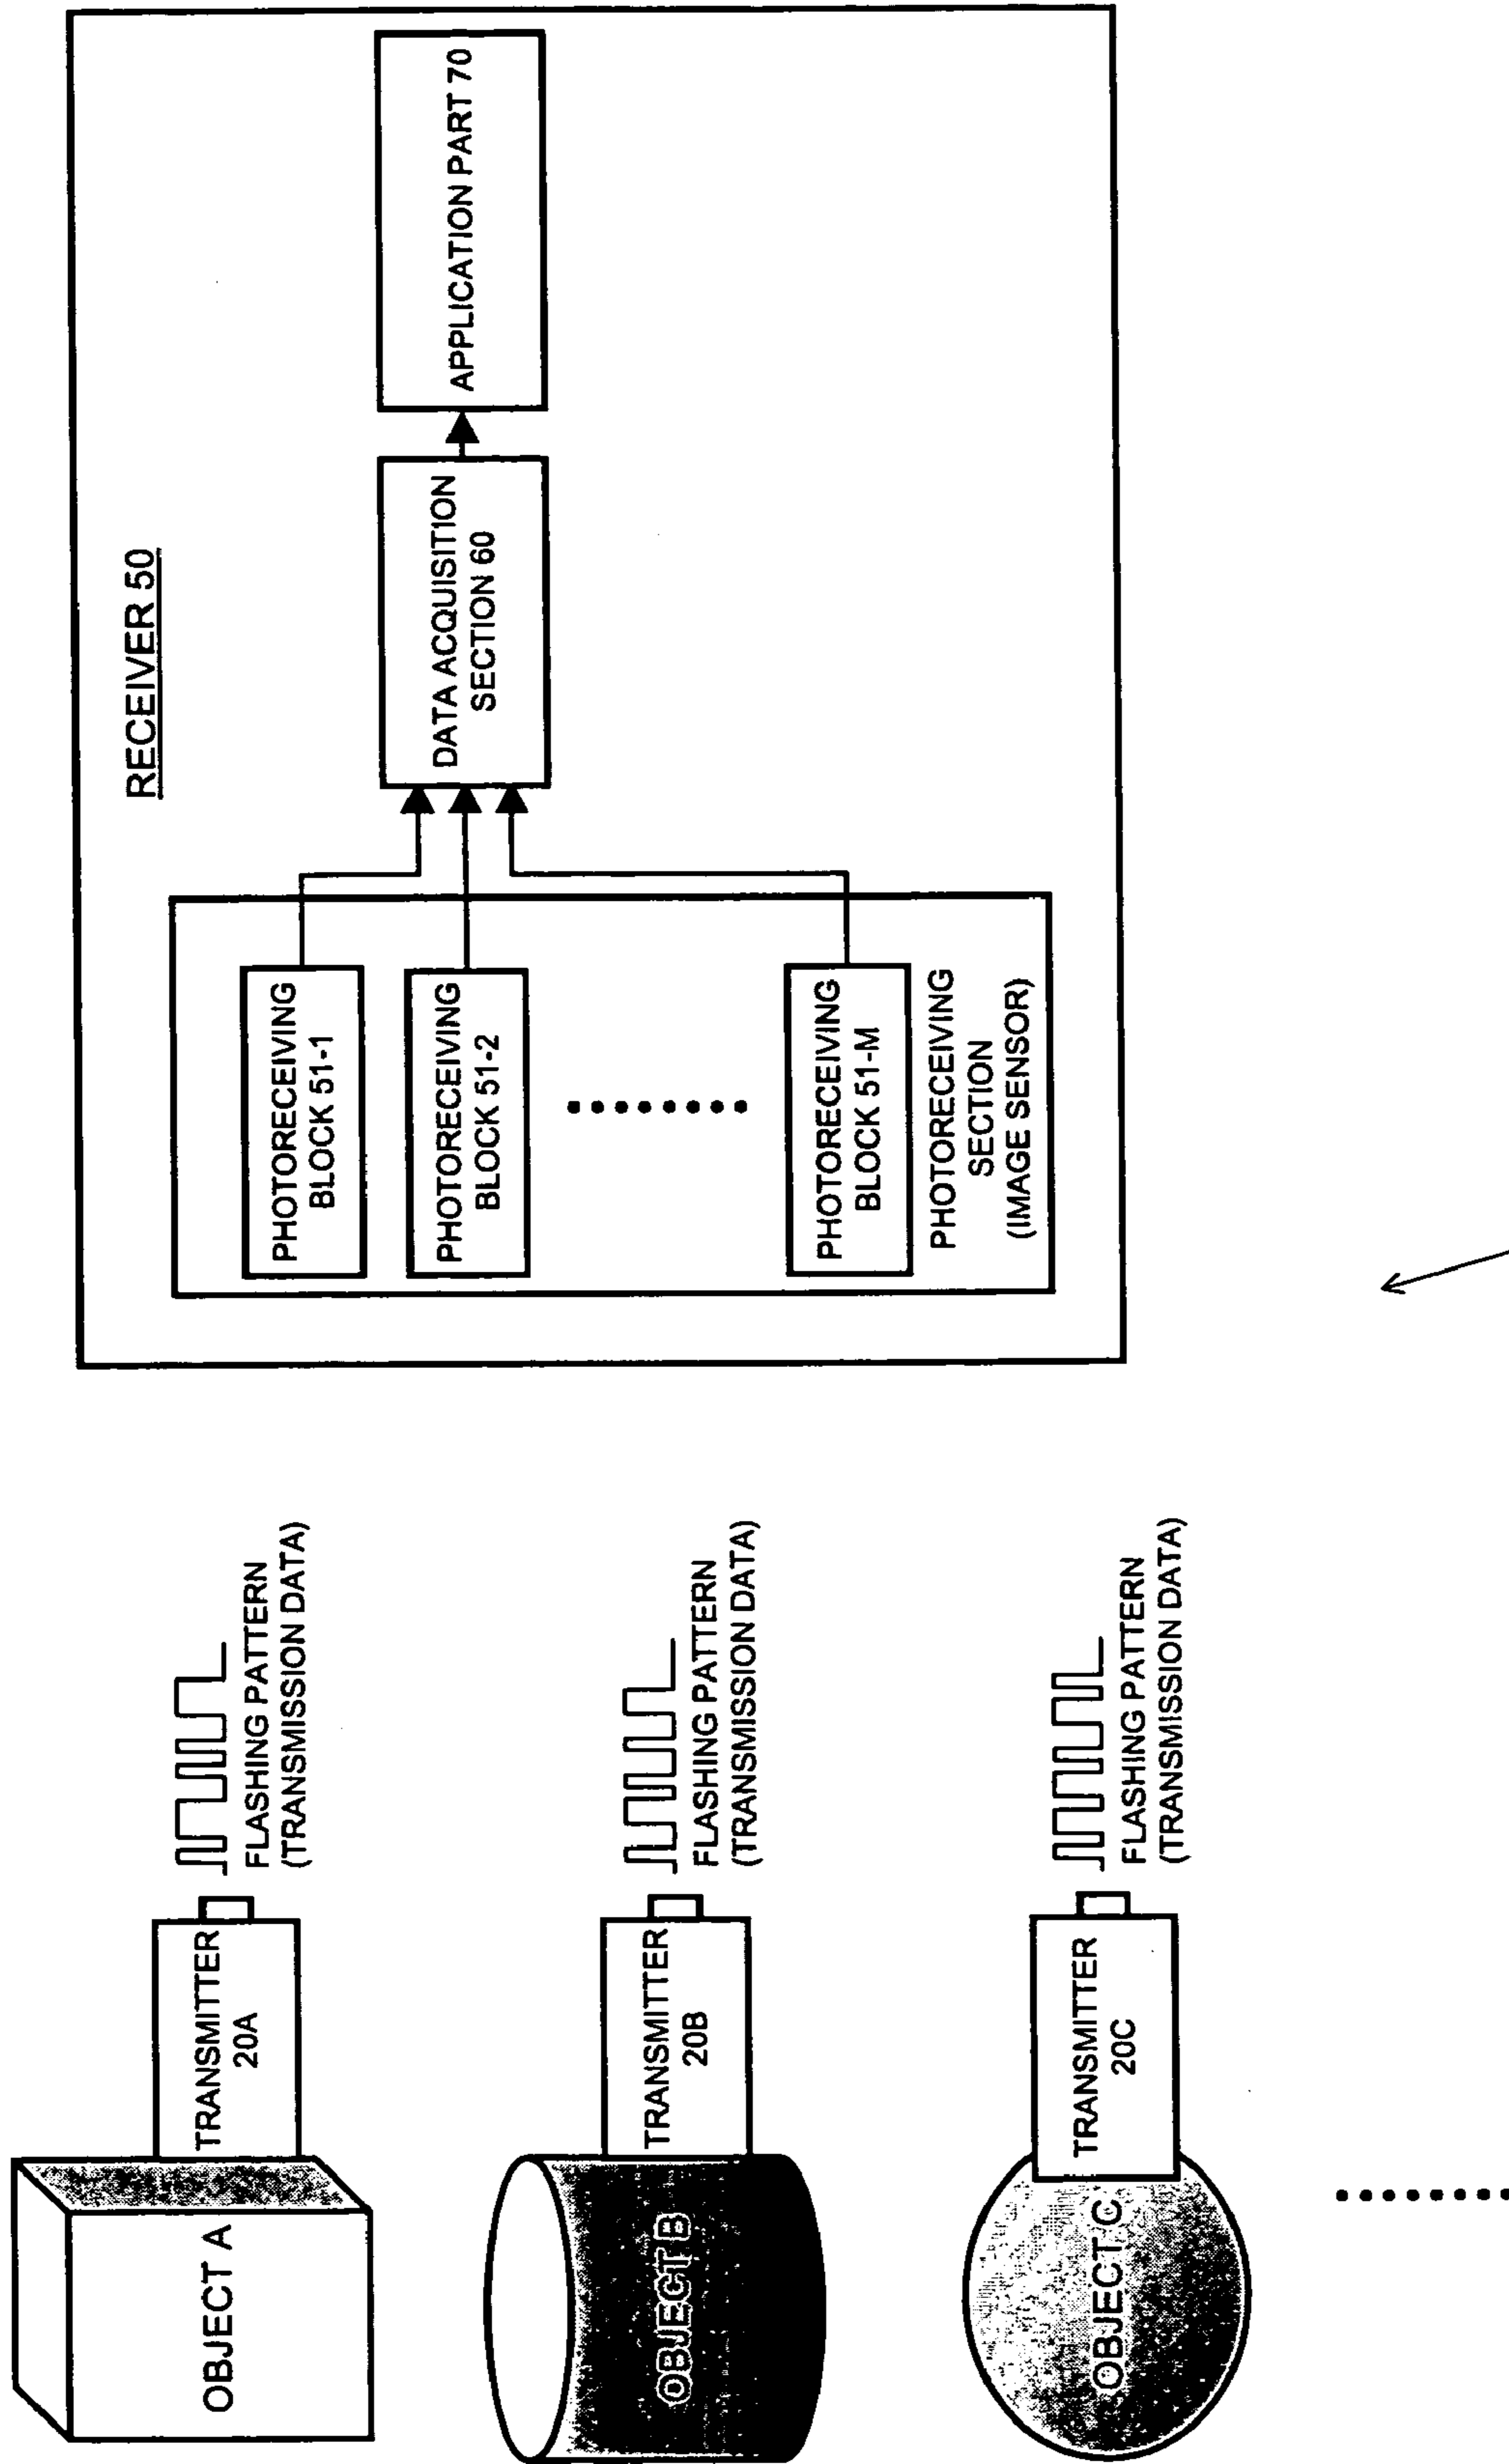 OBJECT A
TRANSMITTER
20A
FLASHING PATTERN
(TRANSMISSION DATA)
OBJECT B
TRANSMITTER
20B
FLASHING PATTERN
(TRANSMISSION DATA)
OBJECT C
TRANSMITTER
20C
FLASHING PATTERN
(TRANSMISSION DATA)
RECEIVER 50
PHOTORECEIVING
BLOCK 51-1
PHOTORECEIVING
BLOCK 51-2
PHOTORECEIVING
BLOCK 51-M
PHOTORECEIVING
SECTION
(IMAGE SENSOR)
DATA ACQUISITION
SECTION 60
APPLICATION PART 70